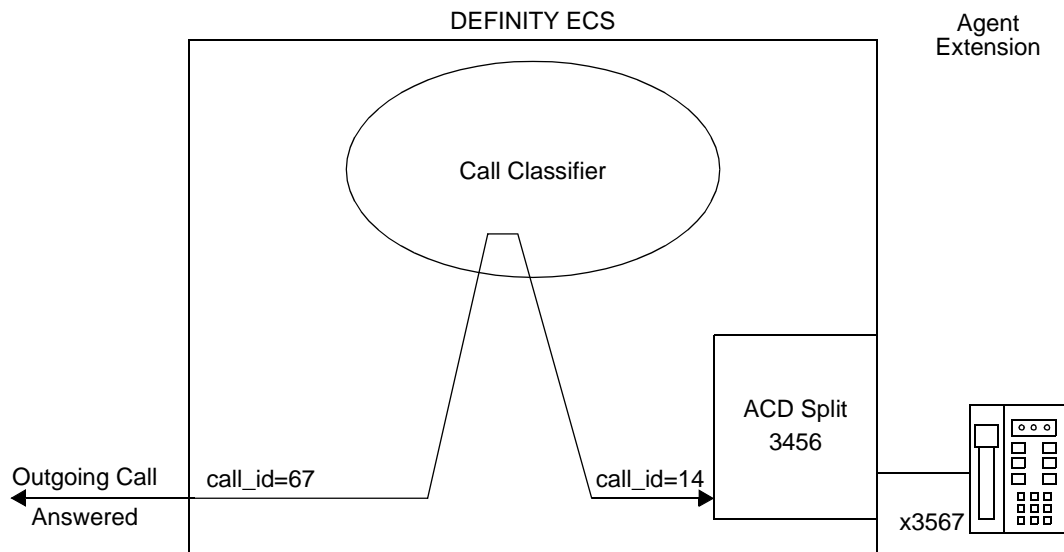 DEFINITY ECS
Agent
Extension
Call Classifier
ACD Split
3456
Outgoing Call
call_id=67
call_id=14
Answered
x3567